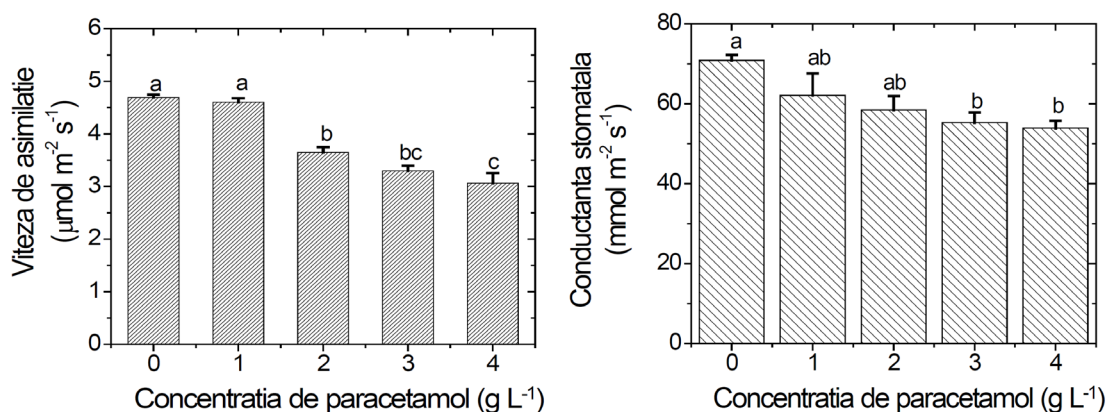 Viteza de asimilatie
(μmol m⁻² s⁻¹)
6
5
4
3
2
1
0
a
a
b
bc
c
0 1 2 3 4
Concentratia de paracetamol (g L⁻¹)
Conductanta stomatala
(mmol m⁻² s⁻¹)
80
60
40
20
0
a
ab
ab
b
b
0 1 2 3 4
Concentratia de paracetamol (g L⁻¹)